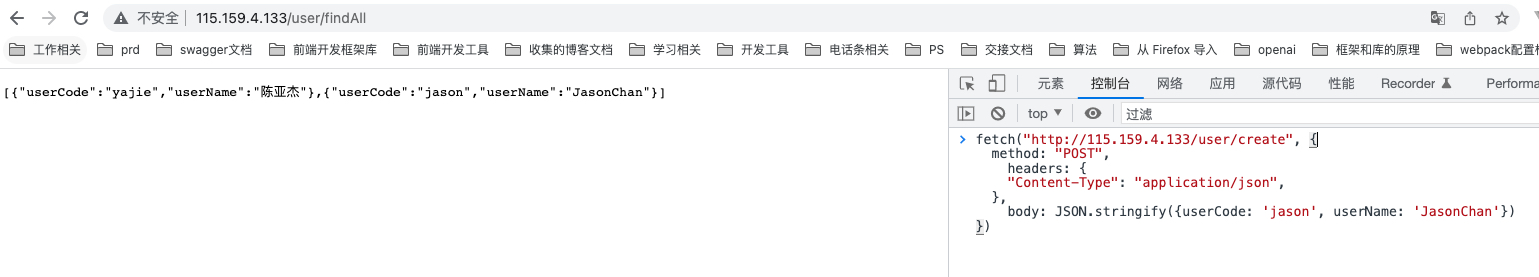 不安全 | 115.159.4.133/user/findAll
工作相关 prd swagger文档 前端开发框架库 前端开发工具 收集的博客文档 学习相关 开发工具 电话条相关 PS 交接文档 算法 从 Firefox 导入 openai 框架和库的原理 webpack配置
[{"userCode":"yajie","userName":"陈亚杰"},{"userCode":"jason","userName":"JasonChan"}]
元素 控制台 网络 应用 源代码 性能 Recorder Performa
top 过滤
fetch("http://115.159.4.133/user/create", {
method: "POST",
headers: {
"Content-Type": "application/json",
},
body: JSON.stringify({userCode: 'jason', userName: 'JasonChan'})
})